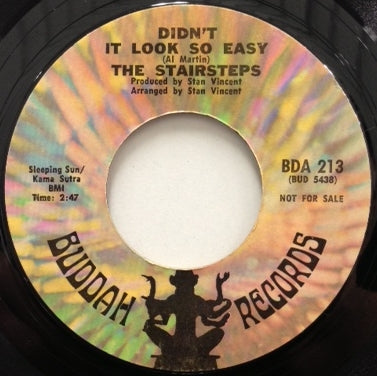 DIDN'T
IT LOOK SO EASY
(Al Martin)
THE STAIRSTEPS
Produced by Stan Vincent
Arranged by Stan Vincent
Sleeping Sun/
Kama Sutra
BMI
Time: 2:47
BDA 213
(BUD 5438)
NOT FOR SALE
BUDDAH RECORDS